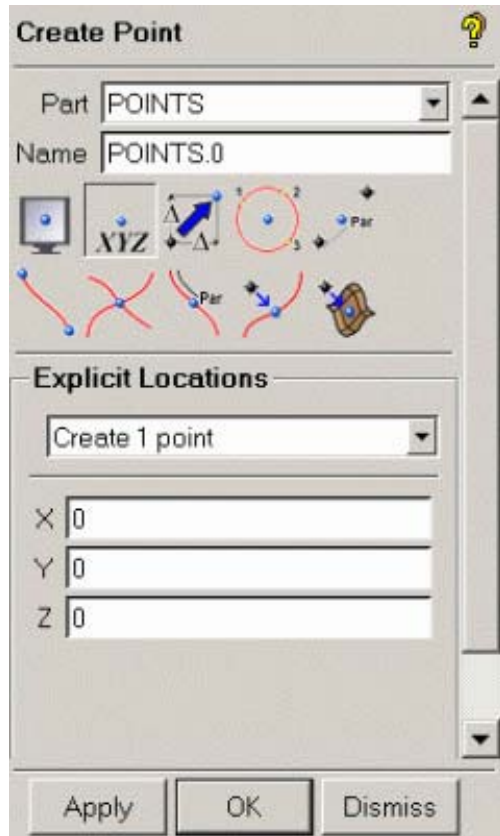 Create Point
Part POINTS
Name POINTS.0
XYZ
Δ
Δ
1
2
3
Par
Par
Explicit Locations
Create 1 point
X 0
Y 0
Z 0
Apply OK Dismiss